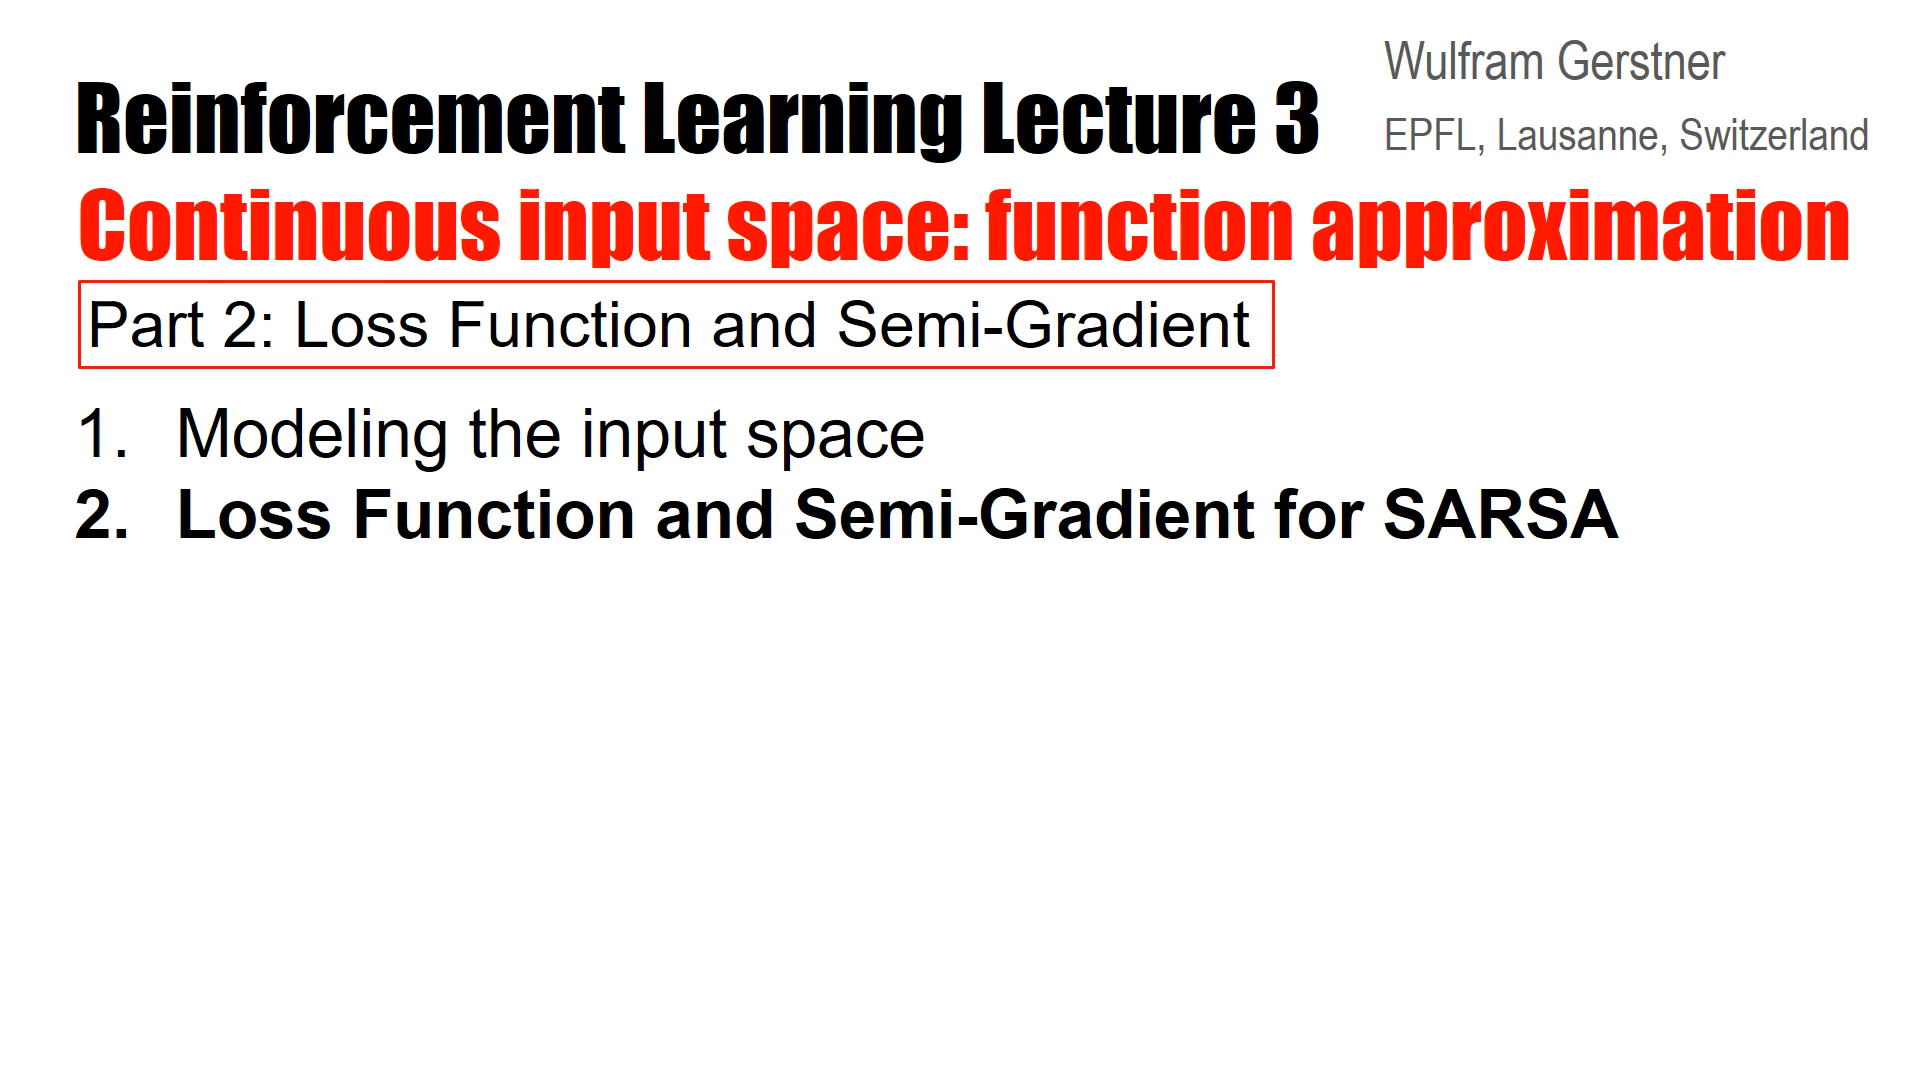 Reinforcement Learning Lecture 3
Wulfram Gerstner
EPFL, Lausanne, Switzerland
Continuous input space: function approximation
Part 2: Loss Function and Semi-Gradient
1. Modeling the input space
2. Loss Function and Semi-Gradient for SARSA